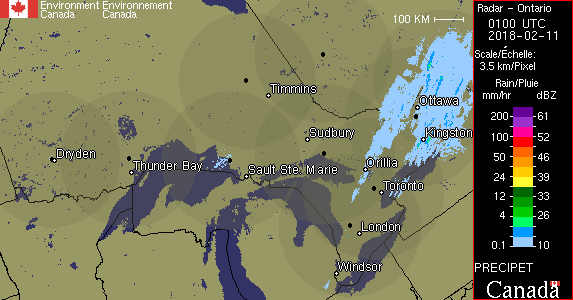 Environment Environnement
Canada Canada
100 KM
Timmins
Ottawa
Kingston
Sudbury
Dryden
Thunder Bay
Sault Ste. Marie
Orillia
Toronto
London
Windsor
Radar - Ontario
0100 UTC
2018-02-11
Scale/Échelle:
3.5 km/Pixel
Rain/Pluie
mm/hr dBZ
200 61
100 52
50 46
24 39
12 33
4 26
1 20
0.1 10
PRECIPET
Canada